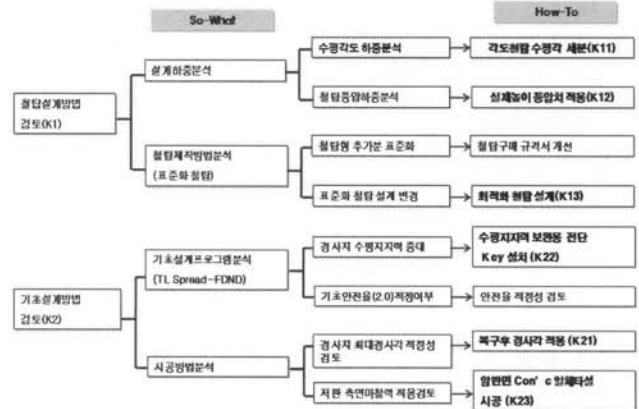 So-What
How-To
철탑설계방법
검토(K1)
설계하중분석
수평각도 하중분석
각도철탑 수평각 세분(K11)
철탑풍압하중분석
실제높이 풍압치 적용(K12)
철탑제작방법분석
(표준화 철탑)
철탑형 추가분 표준화
철탑구매 규격서 개선
표준화 철탑 설계 변경
최적화 철탑 설계(K13)
기초설계방법
검토(K2)
기초설계프로그램분석
(TL Spread-FDND)
경사지 수평지지력 증대
수평지지력 보완용 전단
Key 설치 (K22)
기초안전율(2.0)적정여부
안전율 적정성 검토
시공방법분석
경사지 최대경사각 적정성
검토
복구후 경사각 적용 (K21)
저판 측면마찰력 적용검토
암반면 Con' c 일체타설
시공 (K23)